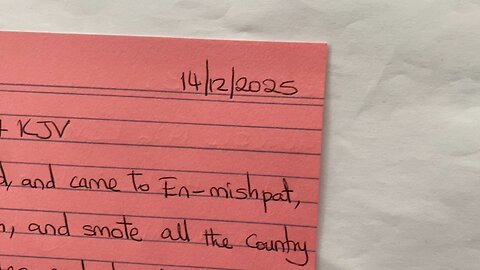 14/12/2025
KJV
and came to En-mishpat,
and smote all the Country